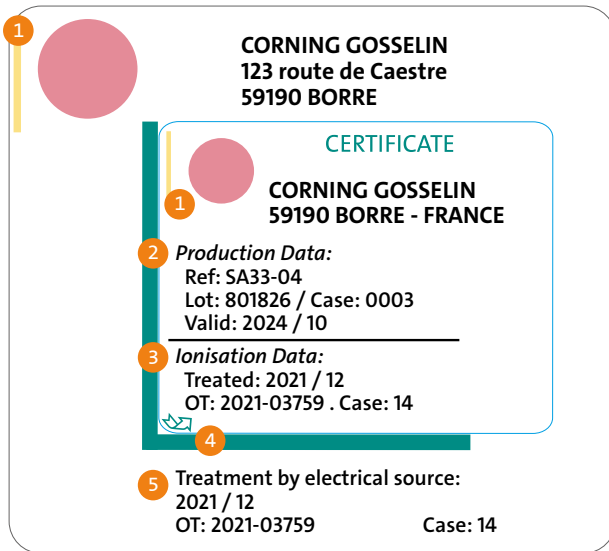 1
CORNING GOSSELIN
123 route de Caestre
59190 BORRE
CERTIFICATE
1
CORNING GOSSELIN
59190 BORRE - FRANCE
2
Production Data:
Ref: SA33-04
Lot: 801826 / Case: 0003
Valid: 2024 / 10
3
Ionisation Data:
Treated: 2021 / 12
OT: 2021-03759 . Case: 14
4
5
Treatment by electrical source:
2021 / 12
OT: 2021-03759 Case: 14